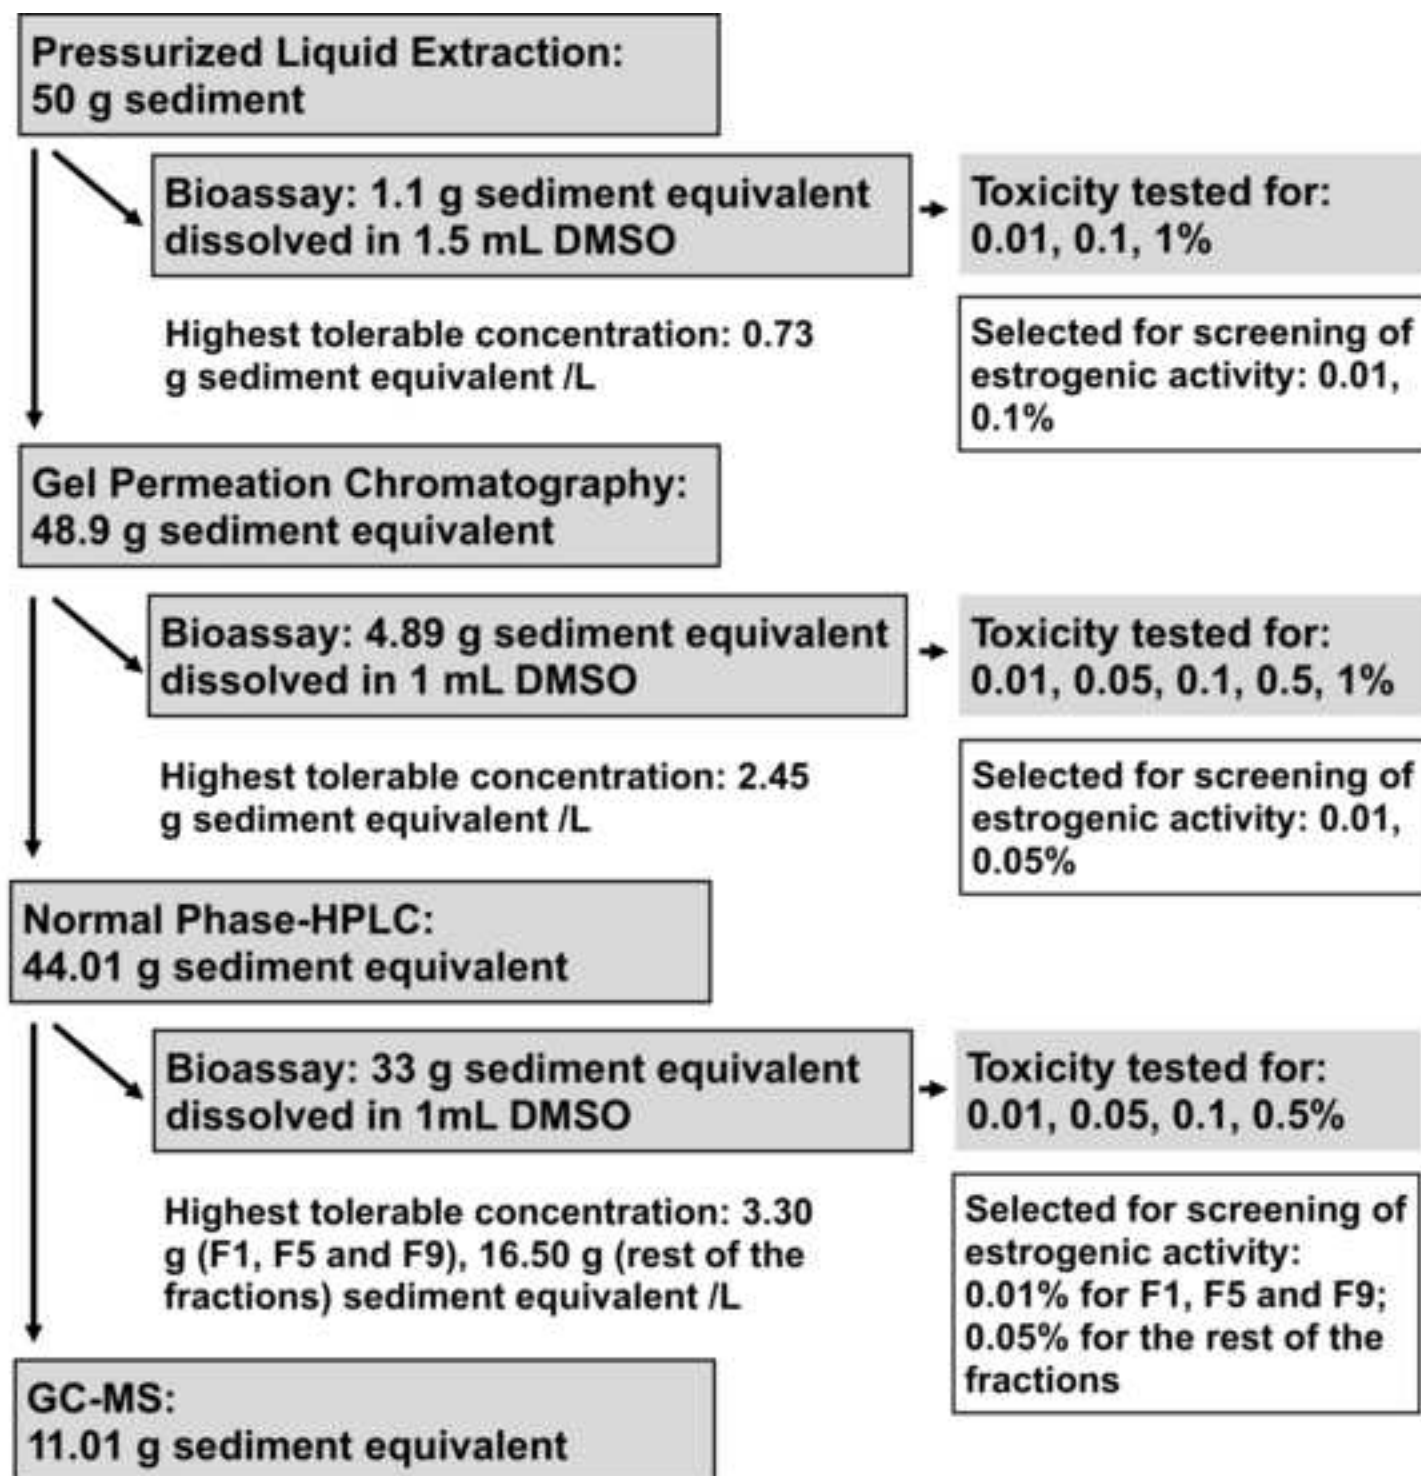 Pressurized Liquid Extraction:
50 g sediment
Bioassay: 1.1 g sediment equivalent
dissolved in 1.5 mL DMSO
Toxicity tested for:
0.01, 0.1, 1%
Highest tolerable concentration: 0.73
g sediment equivalent /L
Selected for screening of
estrogenic activity: 0.01,
0.1%
Gel Permeation Chromatography:
48.9 g sediment equivalent
Bioassay: 4.89 g sediment equivalent
dissolved in 1 mL DMSO
Toxicity tested for:
0.01, 0.05, 0.1, 0.5, 1%
Highest tolerable concentration: 2.45
g sediment equivalent /L
Selected for screening of
estrogenic activity: 0.01,
0.05%
Normal Phase-HPLC:
44.01 g sediment equivalent
Bioassay: 33 g sediment equivalent
dissolved in 1mL DMSO
Toxicity tested for:
0.01, 0.05, 0.1, 0.5%
Highest tolerable concentration: 3.30
g (F1, F5 and F9), 16.50 g (rest of the
fractions) sediment equivalent /L
Selected for screening of
estrogenic activity:
0.01% for F1, F5 and F9;
0.05% for the rest of the
fractions
GC-MS:
11.01 g sediment equivalent